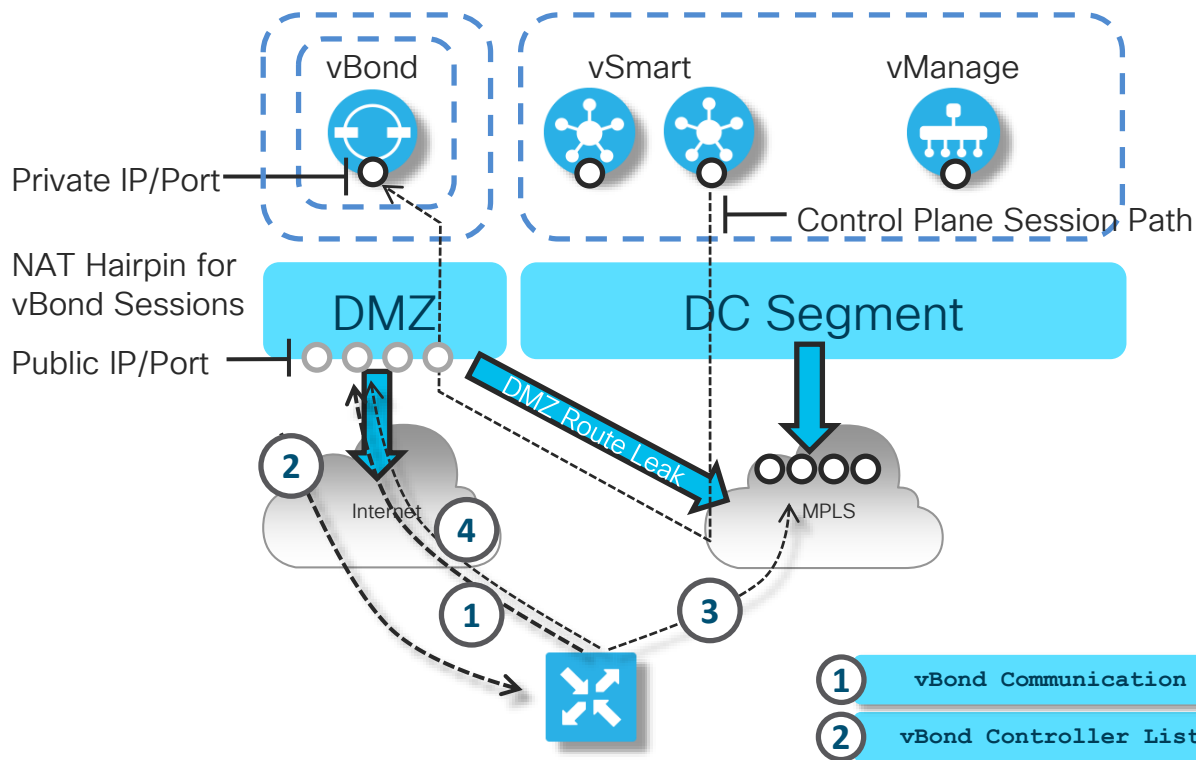 vBond
vSmart
vManage
Private IP/Port
Control Plane Session Path
NAT Hairpin for
vBond Sessions
DMZ
DC Segment
Public IP/Port
DMZ Route Leak
2
Internet
4
MPLS
1
3
1 vBond Communication
2 vBond Controller List